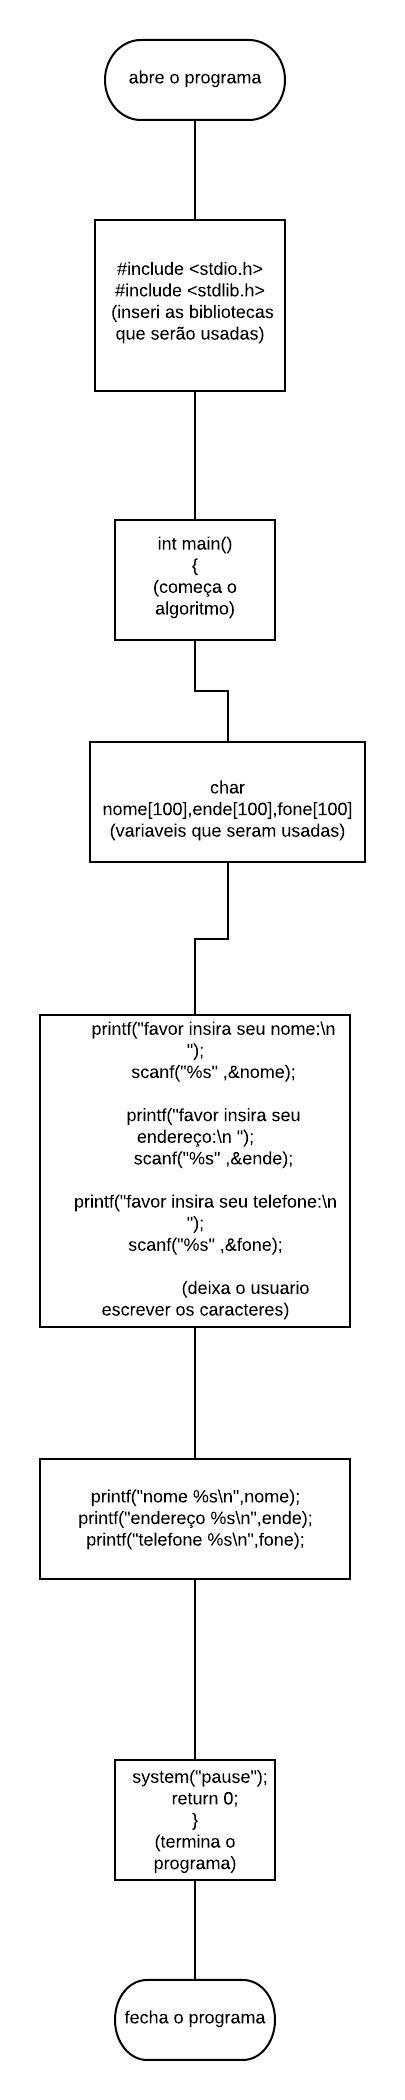 abre o programa
#include <stdio.h>
#include <stdlib.h>
(inseri as bibliotecas
que serão usadas)
int main()
{
(começa o
algoritmo)
char
nome[100],ende[100],fone[100]
(variaveis que seram usadas)
printf("favor insira seu nome:\n
");
scanf("%s" ,&nome);
printf("favor insira seu
endereço:\n ");
scanf("%s" ,&ende);
printf("favor insira seu telefone:\n
");
scanf("%s" ,&fone);
(deixa o usuario
escrever os caracteres)
printf("nome %s\n",nome);
printf("endereço %s\n",ende);
printf("telefone %s\n",fone);
system("pause");
return 0;
}
(termina o
programa)
fecha o programa